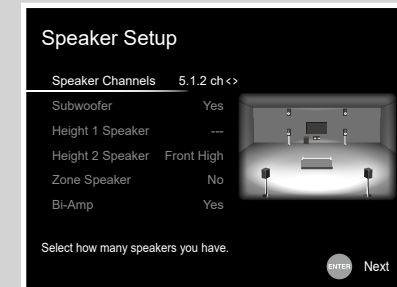 Speaker Setup
Speaker Channels 5.1.2 ch <>
Subwoofer Yes
Height 1 Speaker ---
Height 2 Speaker Front High
Zone Speaker No
Bi-Amp Yes
Select how many speakers you have.
ENTER Next